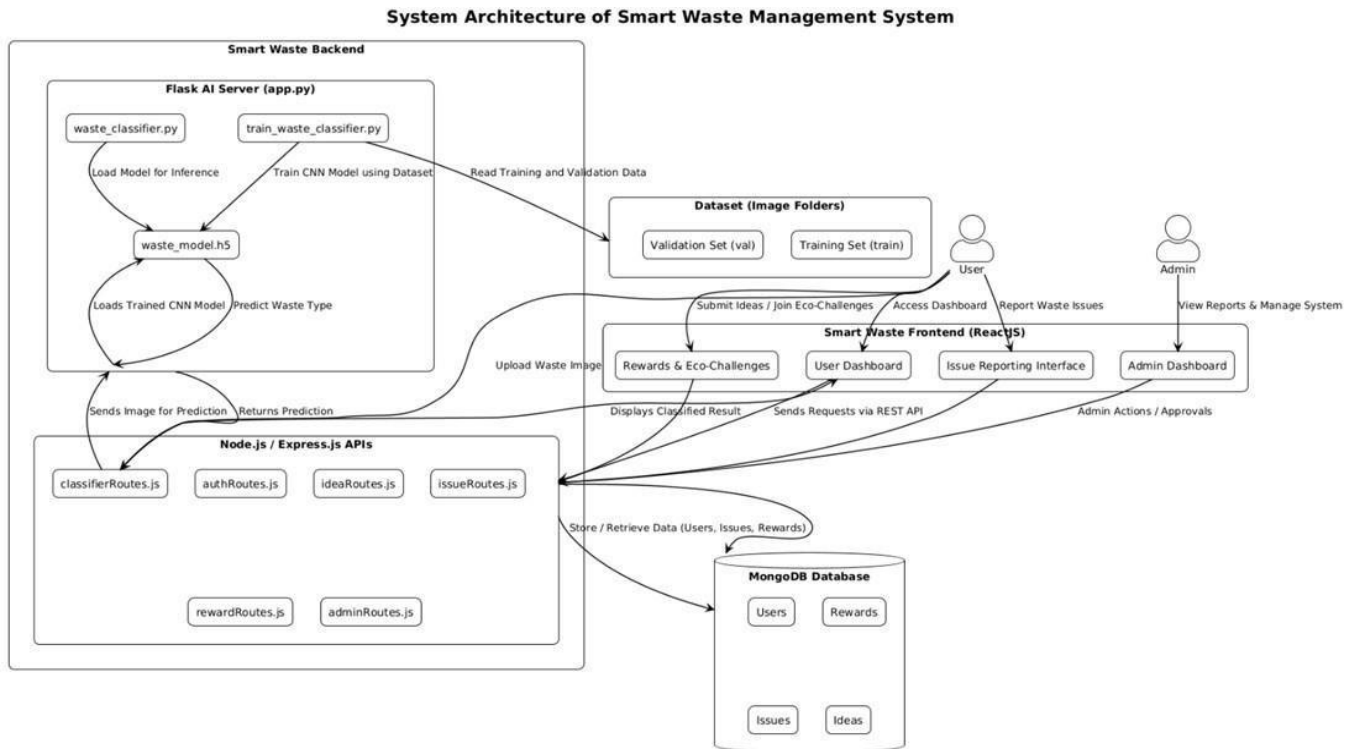 System Architecture of Smart Waste Management System
Smart Waste Backend
Flask AI Server (app.py)
waste_classifier.py
train_waste_classifier.py
Load Model for Inference
Train CNN Model using Dataset
Read Training and Validation Data
Dataset (Image Folders)
Validation Set (val)
Training Set (train)
waste_model.h5
User
Admin
Loads Trained CNN Model
Predict Waste Type
Submit Ideas / Join Eco-Challenges
Access Dashboard
Report Waste Issues
View Reports & Manage System
Smart Waste Frontend (ReactJS)
Upload Waste Image
Rewards & Eco-Challenges
User Dashboard
Issue Reporting Interface
Admin Dashboard
Sends Image for Prediction
Returns Prediction
Displays Classified Result
Sends Requests via REST API
Admin Actions / Approvals
Node.js / Express.js APIs
classifierRoutes.js
authRoutes.js
ideaRoutes.js
issueRoutes.js
Store / Retrieve Data (Users, Issues, Rewards)
MongoDB Database
rewardRoutes.js
adminRoutes.js
Users
Rewards
Issues
Ideas